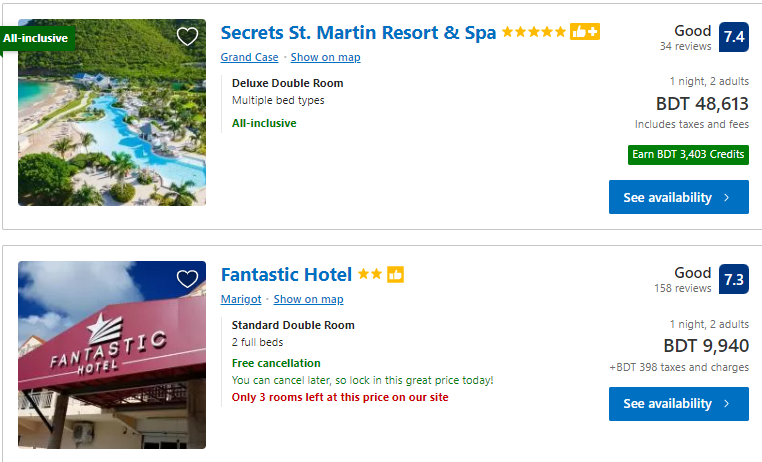 All-inclusive
Secrets St. Martin Resort & Spa
Grand Case · Show on map
Deluxe Double Room
Multiple bed types
All-inclusive
Good 7.4
34 reviews
1 night, 2 adults
BDT 48,613
Includes taxes and fees
Earn BDT 3,403 Credits
See availability
FANTASTIC
HOTEL
Fantastic Hotel
Marigot · Show on map
Standard Double Room
2 full beds
Free cancellation
You can cancel later, so lock in this great price today!
Only 3 rooms left at this price on our site
Good 7.3
158 reviews
1 night, 2 adults
BDT 9,940
+BDT 398 taxes and charges
See availability